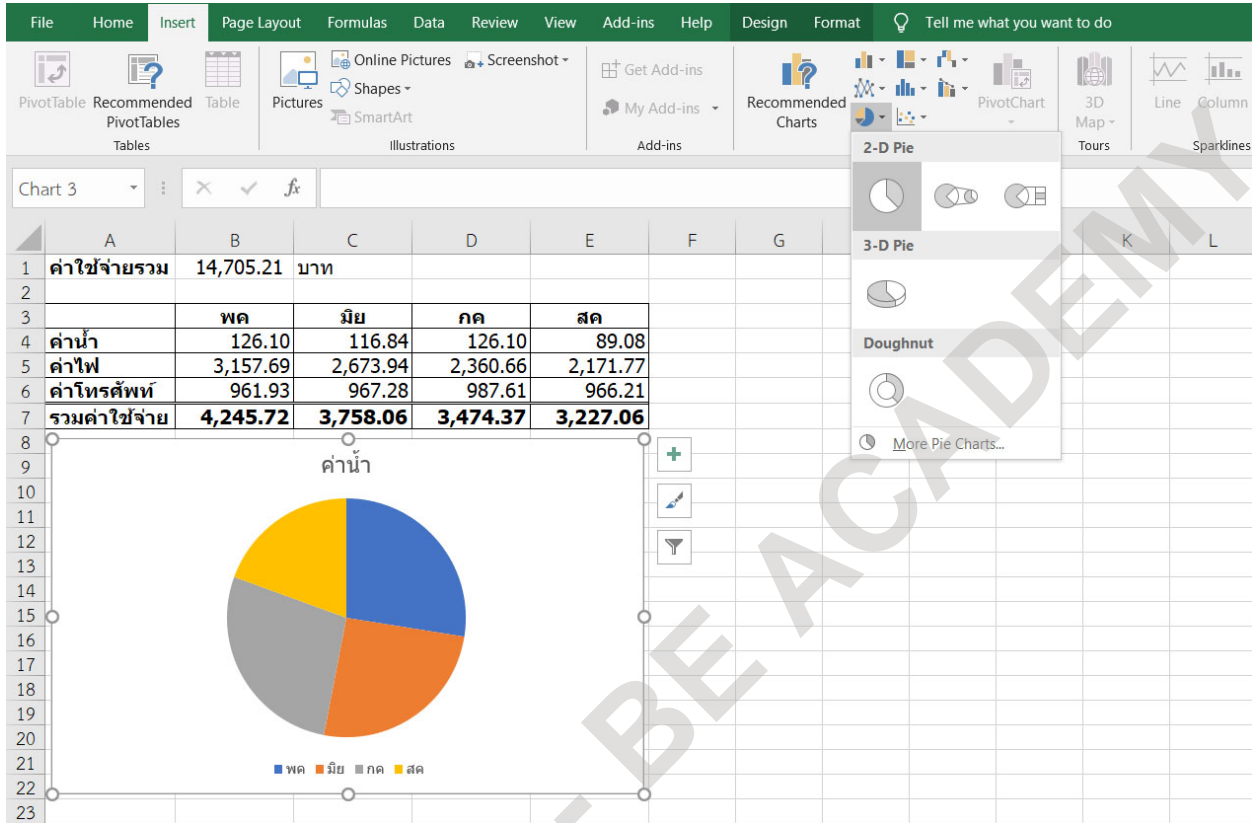 File Home Insert Page Layout Formulas Data Review View Add-ins Help Design Format Tell me what you want to do
PivotTable Recommended PivotTables Table
Tables
Pictures Online Pictures Screenshot
Shapes
SmartArt
Illustrations
Get Add-ins
My Add-ins
Add-ins
Recommended Charts
PivotChart
3D Map
Tours
Line Column
Sparklines
2-D Pie
3-D Pie
Doughnut
More Pie Charts...
Chart 3 fx
A B C D E F G K L
1 ค่าใช้จ่ายรวม 14,705.21 บาท
2
3 พค มิย กค สค
4 ค่าน้ำ 126.10 116.84 126.10 89.08
5 ค่าไฟ 3,157.69 2,673.94 2,360.66 2,171.77
6 ค่าโทรศัพท์ 961.93 967.28 987.61 966.21
7 รวมค่าใช้จ่าย 4,245.72 3,758.06 3,474.37 3,227.06
8
9 ค่าน้ำ
10
11
12
13
14
15
16
17
18
19
20
21 พค มิย กค สค
22
23
BE ACADEMY